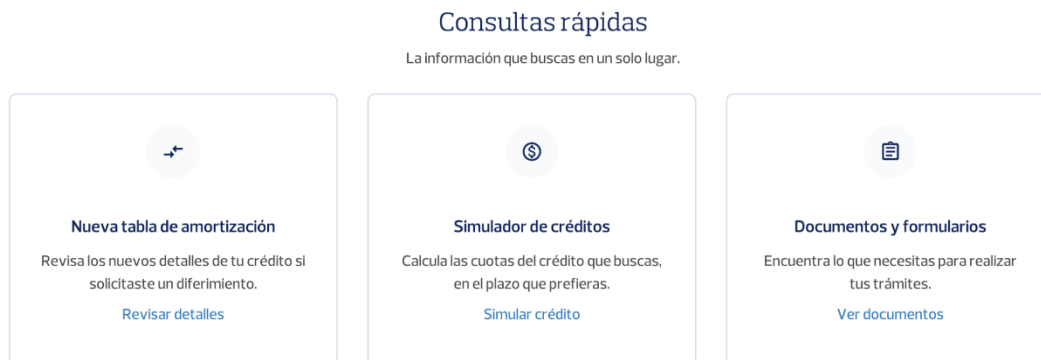 Consultas rápidas
La información que buscas en un solo lugar.
Nueva tabla de amortización
Revisa los nuevos detalles de tu crédito si
solicitaste un diferimiento.
Revisar detalles
Simulador de créditos
Calcula las cuotas del crédito que buscas,
en el plazo que prefieras.
Simular crédito
Documentos y formularios
Encuentra lo que necesitas para realizar
tus trámites.
Ver documentos